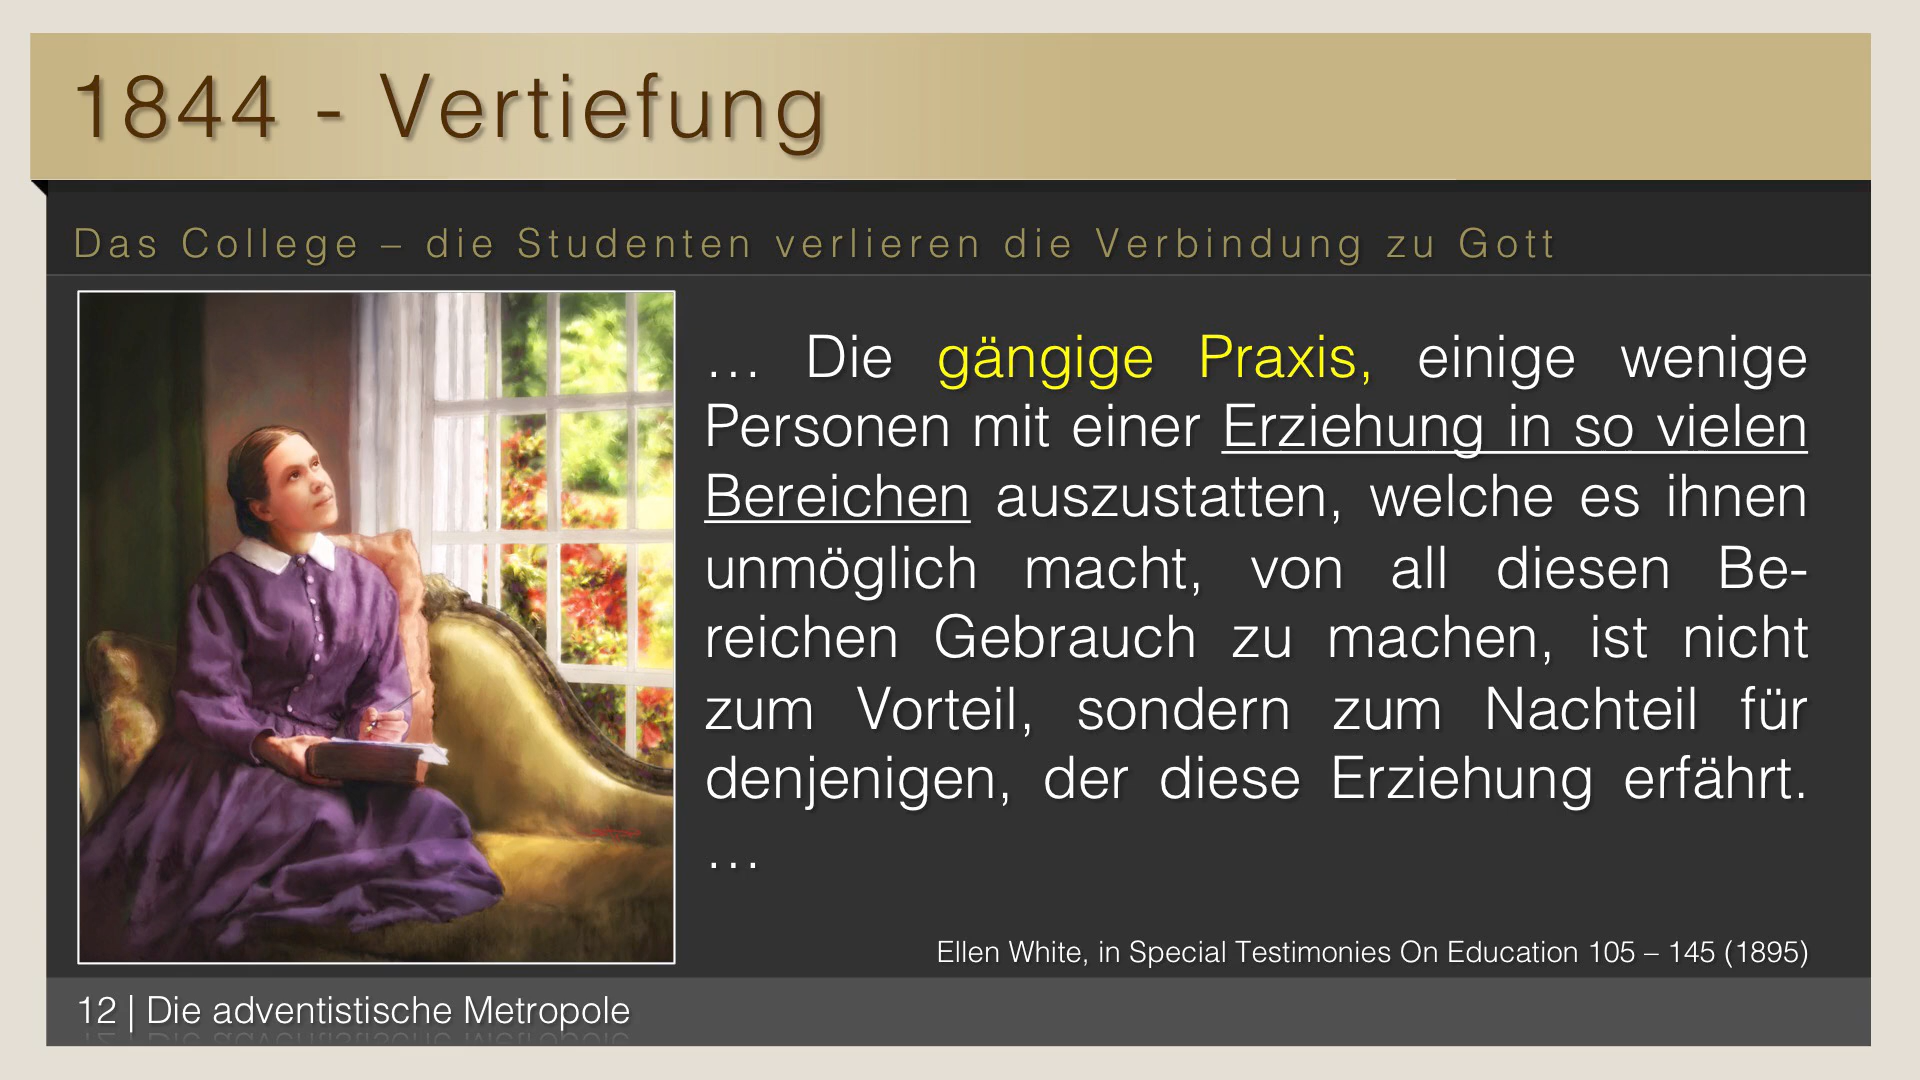 1844 - Vertiefung
Das College – die Studenten verlieren die Verbindung zu Gott
… Die gängige Praxis, einige wenige
Personen mit einer Erziehung in so vielen
Bereichen auszustatten, welche es ihnen
unmöglich macht, von all diesen Be-
reichen Gebrauch zu machen, ist nicht
zum Vorteil, sondern zum Nachteil für
denjenigen, der diese Erziehung erfährt.
…
Ellen White, in Special Testimonies On Education 105 – 145 (1895)
12 | Die adventistische Metropole